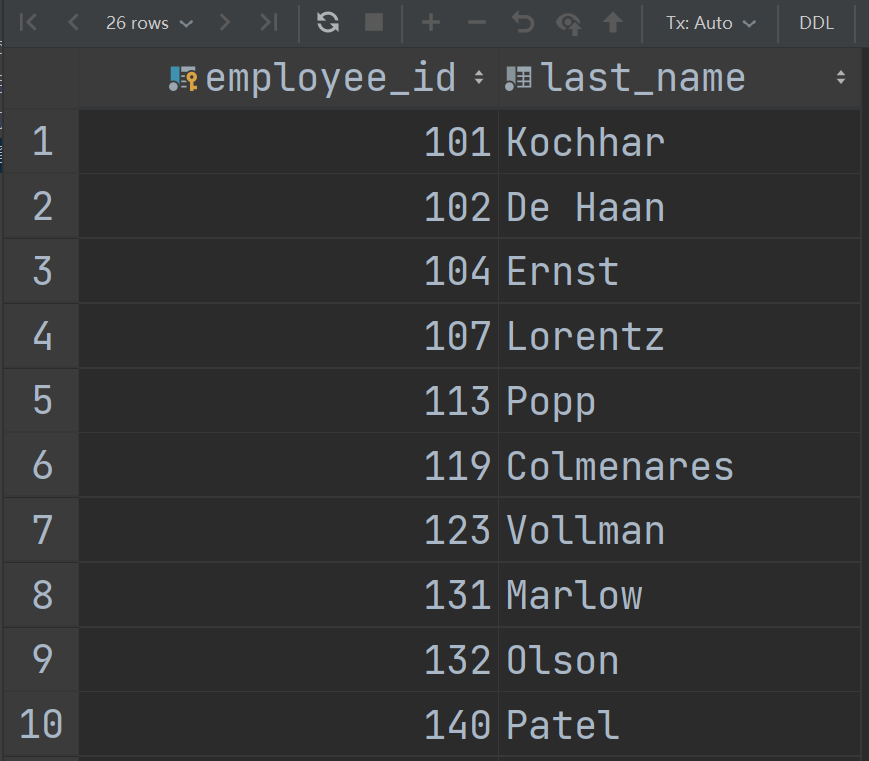 26 rows Tx: Auto DDL
employee_id last_name
1 101 Kochhar
2 102 De Haan
3 104 Ernst
4 107 Lorentz
5 113 Popp
6 119 Colmenares
7 123 Vollman
8 131 Marlow
9 132 Olson
10 140 Patel